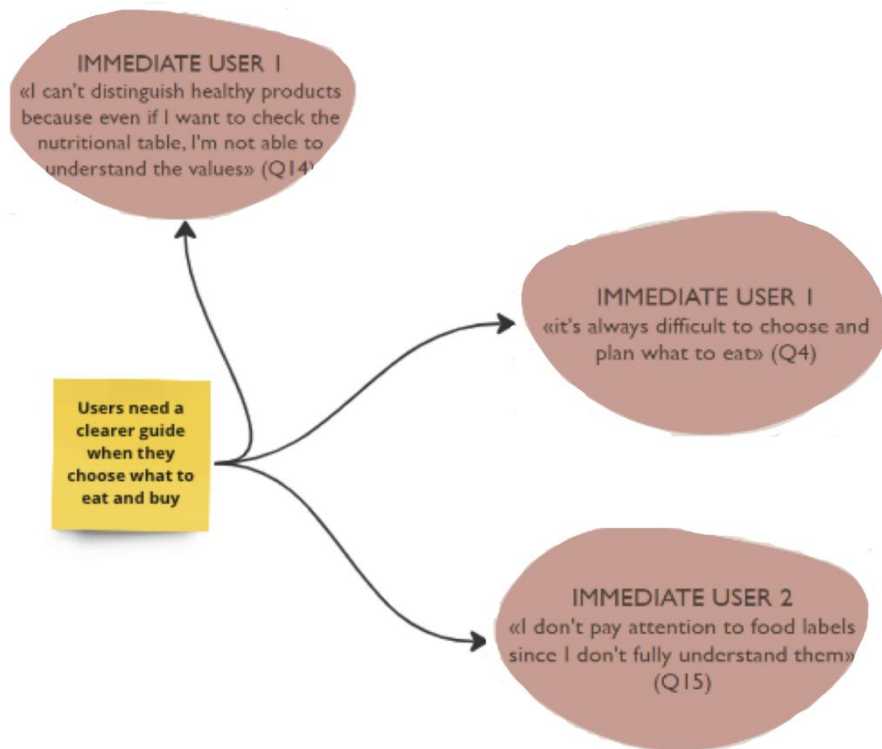 IMMEDIATE USER 1
«I can't distinguish healthy products
because even if I want to check the
nutritional table, I'm not able to
understand the values» (Q14)
IMMEDIATE USER 1
«it's always difficult to choose and
plan what to eat» (Q4)
Users need a
clearer guide
when they
choose what to
eat and buy
IMMEDIATE USER 2
«I don't pay attention to food labels
since I don't fully understand them»
(Q15)